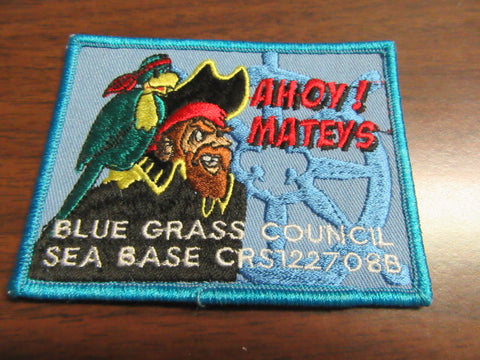 AHOY!
MATEYS
BLUE GRASS COUNCIL
SEA BASE CRS122708B